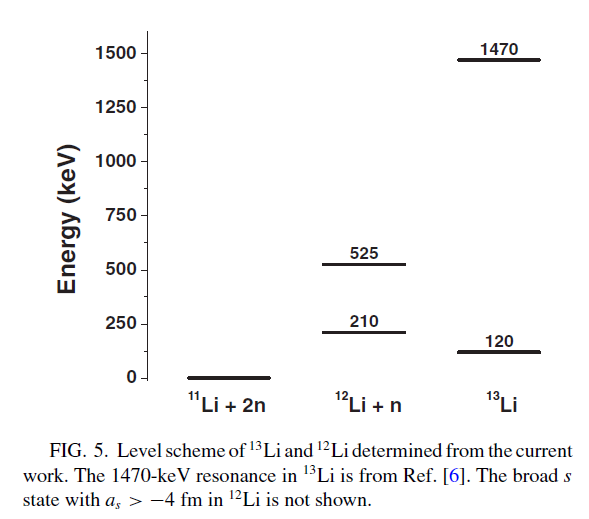 1500
1250
1000
750
500
250
0
Energy (keV)
1470
525
210
120
¹¹Li + 2n
¹²Li + n
¹³Li
FIG. 5. Level scheme of ¹³Li and ¹²Li determined from the current
work. The 1470-keV resonance in ¹³Li is from Ref. [6]. The broad s
state with aₛ > −4 fm in ¹²Li is not shown.